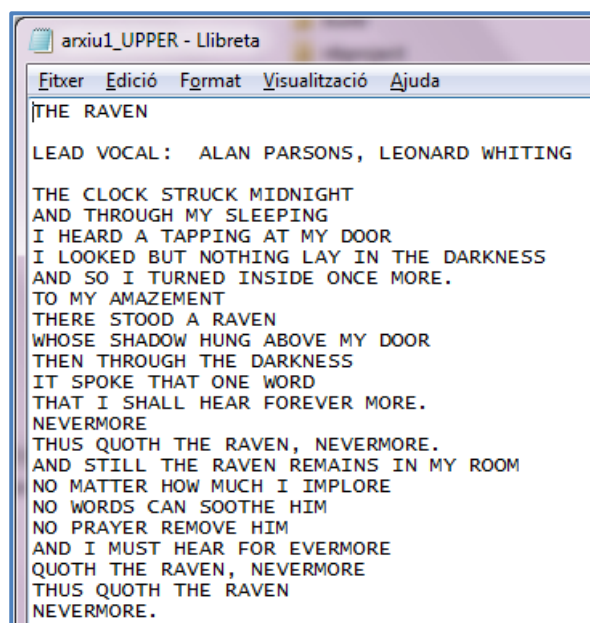 arxiu1_UPPER - Llibreta
Fitxer Edició Format Visualització Ajuda
THE RAVEN
LEAD VOCAL:  ALAN PARSONS, LEONARD WHITING
THE CLOCK STRUCK MIDNIGHT
AND THROUGH MY SLEEPING
I HEARD A TAPPING AT MY DOOR
I LOOKED BUT NOTHING LAY IN THE DARKNESS
AND SO I TURNED INSIDE ONCE MORE.
TO MY AMAZEMENT
THERE STOOD A RAVEN
WHOSE SHADOW HUNG ABOVE MY DOOR
THEN THROUGH THE DARKNESS
IT SPOKE THAT ONE WORD
THAT I SHALL HEAR FOREVER MORE.
NEVERMORE
THUS QUOTH THE RAVEN, NEVERMORE.
AND STILL THE RAVEN REMAINS IN MY ROOM
NO MATTER HOW MUCH I IMPLORE
NO WORDS CAN SOOTHE HIM
NO PRAYER REMOVE HIM
AND I MUST HEAR FOR EVERMORE
QUOTH THE RAVEN, NEVERMORE
THUS QUOTH THE RAVEN
NEVERMORE.